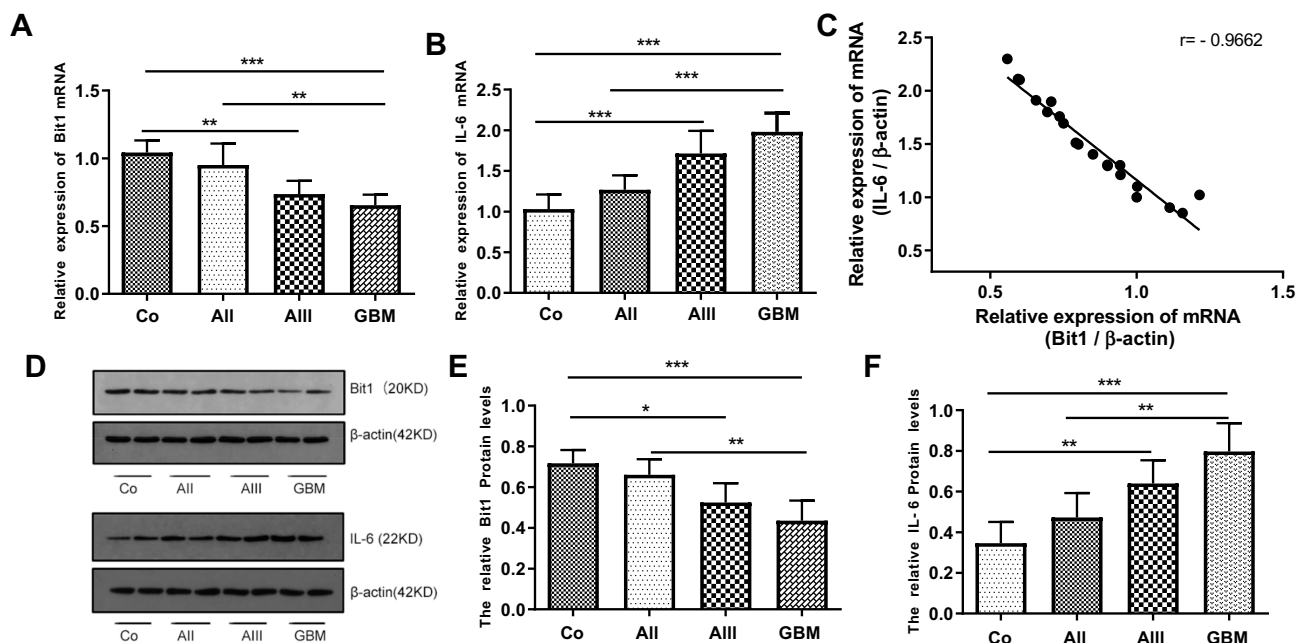 A
Relative expression of Bit1 mRNA
1.5
1.0
0.5
0.0
***
**
**
Co AII AIII GBM
B
Relative expression of IL-6 mRNA
2.5
2.0
1.5
1.0
0.5
0.0
***
***
***
Co AII AIII GBM
C
r= - 0.9662
Relative expression of mRNA
(IL-6 / β-actin)
2.5
2.0
1.5
1.0
0.5
0.5 1.0 1.5
Relative expression of mRNA
(Bit1 / β-actin)
D
Bit1 (20KD)
β-actin(42KD)
Co AII AIII GBM
IL-6 (22KD)
β-actin(42KD)
Co AII AIII GBM
E
The relative Bit1 Protain levels
1.0
0.8
0.6
0.4
0.2
0.0
***
*
**
Co AII AIII GBM
F
The relative IL- 6 Protain levels
1.0
0.8
0.6
0.4
0.2
0.0
***
**
**
Co AII AIII GBM